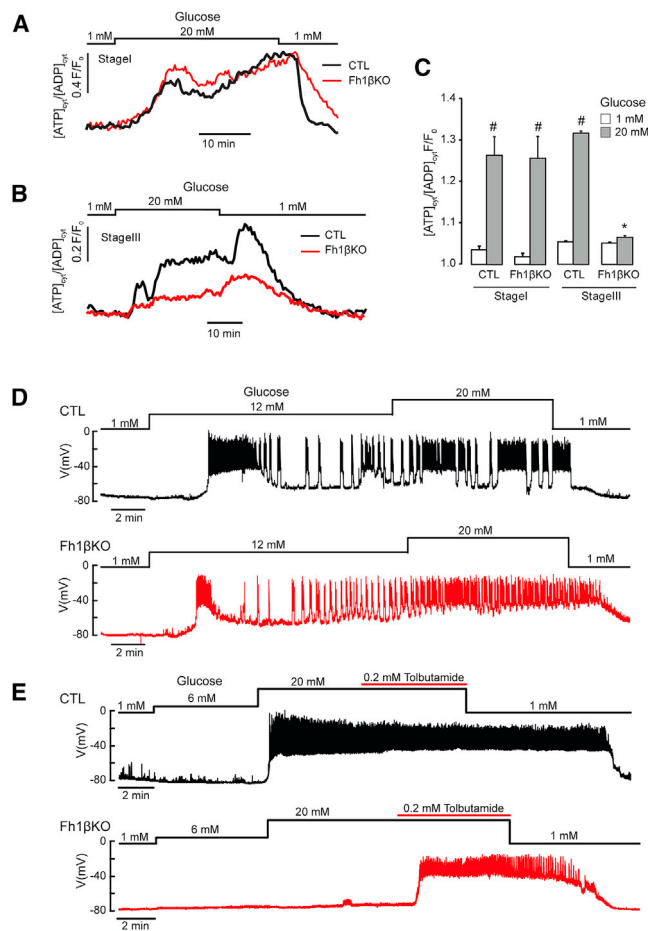 A
Glucose
1 mM 20 mM 1 mM
StageI
CTL
Fh1βKO
[ATP]cyt/[ADP]cyt
0.4 F/F0
10 min
B
Glucose
1 mM 20 mM 1 mM
StageIII
CTL
Fh1βKO
[ATP]cyt/[ADP]cyt
0.2 F/F0
10 min
C
Glucose
1 mM
20 mM
[ATP]cyt/[ADP]cyt F/F0
1.4
1.3
1.2
1.1
1.0
# # # *
CTL Fh1βKO CTL Fh1βKO
StageI StageIII
D
CTL
Glucose
1 mM 12 mM 20 mM 1 mM
V(mV)
0
-40
-80
2 min
Fh1βKO
1 mM 12 mM 20 mM 1 mM
V(mV)
0
-40
-80
2 min
E
CTL
Glucose
1 mM 6 mM 20 mM 0.2 mM Tolbutamide 1 mM
V(mV)
0
-40
-80
2 min
Fh1βKO
1 mM 6 mM 20 mM 0.2 mM Tolbutamide 1 mM
V(mV)
0
-40
-80
2 min